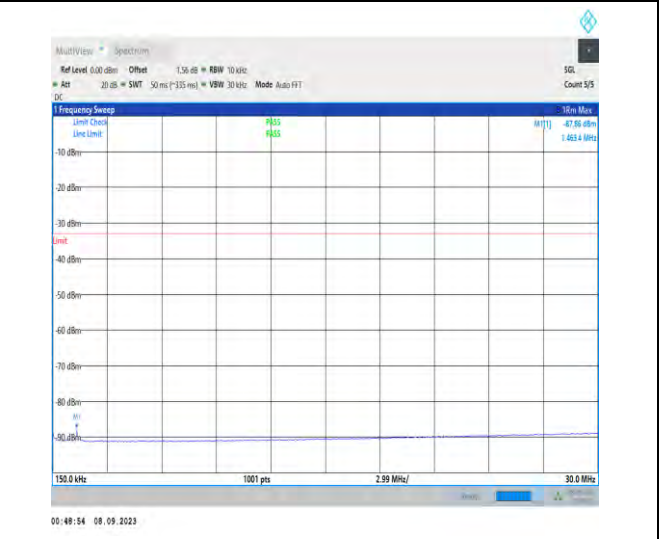 MultiView Spectrum
Ref Level 0.00 dBm Offset 1.56 dB RBW 10 kHz SGL
Att 20 dB SWT 50 ms (~335 ms) VBW 30 kHz Mode Auto FFT Count 5/5
DC
1 Frequency Sweep 1Rm Max
Limit Check PASS M1[1] -87.86 dBm
Line Limit PASS 1.463 4 MHz
-10 dBm
-20 dBm
-30 dBm
Limit
-40 dBm
-50 dBm
-60 dBm
-70 dBm
-80 dBm
M1
-90 dBm
150.0 kHz 1001 pts 2.99 MHz/ 30.0 MHz
00:48:54 08.09.2023